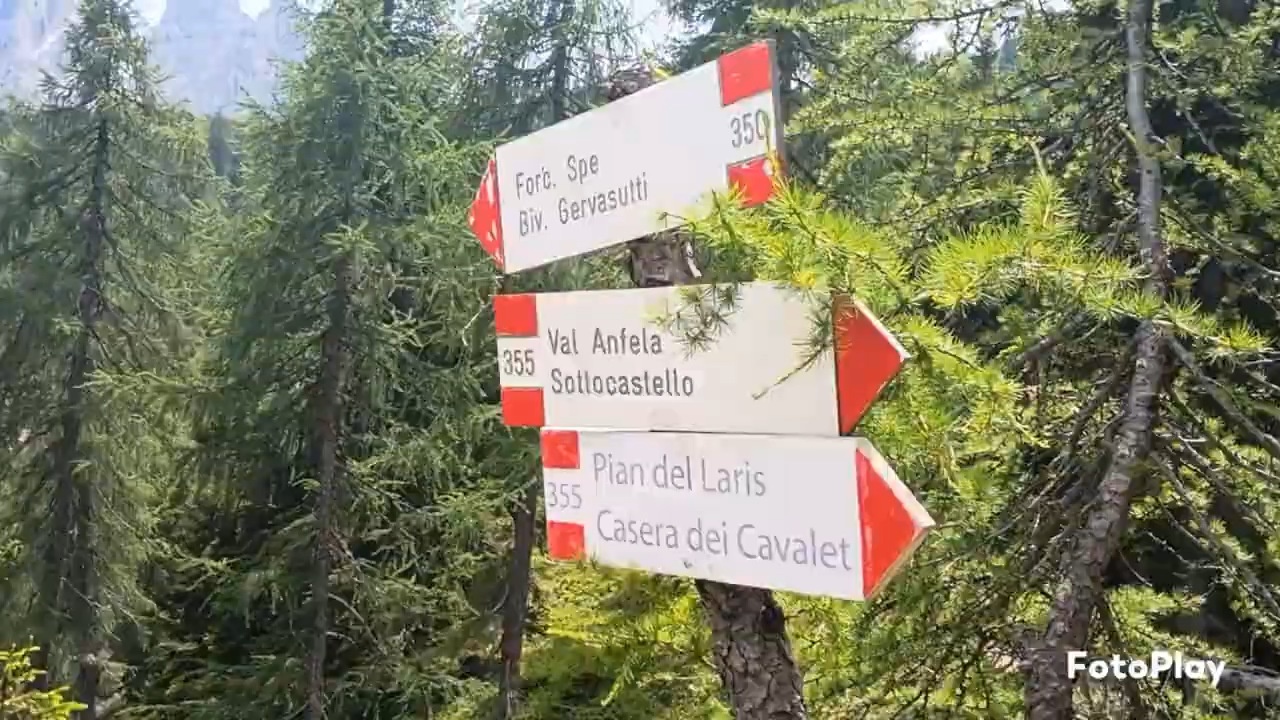 350
Forc. Spe
Biv. Gervasutti
355
Val Anfela
Sottocastello
355
Pian del Laris
Casera dei Cavalet
FotoPlay